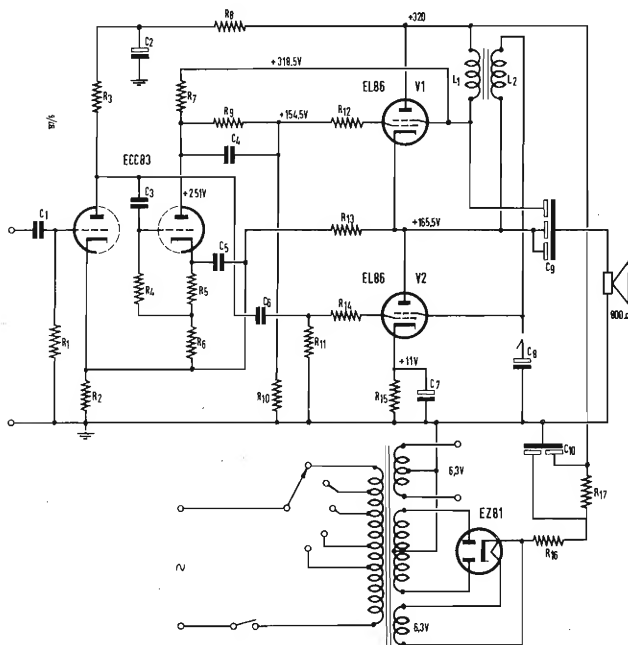 R8
+320
C2
R3
+318,5V
EL86
V1
L1
L2
R7
R9
+154,5V
R12
C4
ECC83
C3
+251V
C1
R13
+165,5V
C5
EL86
V2
C9
R4
R5
C6
R14
800Ω
R1
R6
R11
+11V
C8
R2
R10
R15
C7
C10
6,3V
R17
EZ81
R16
~
6,3V